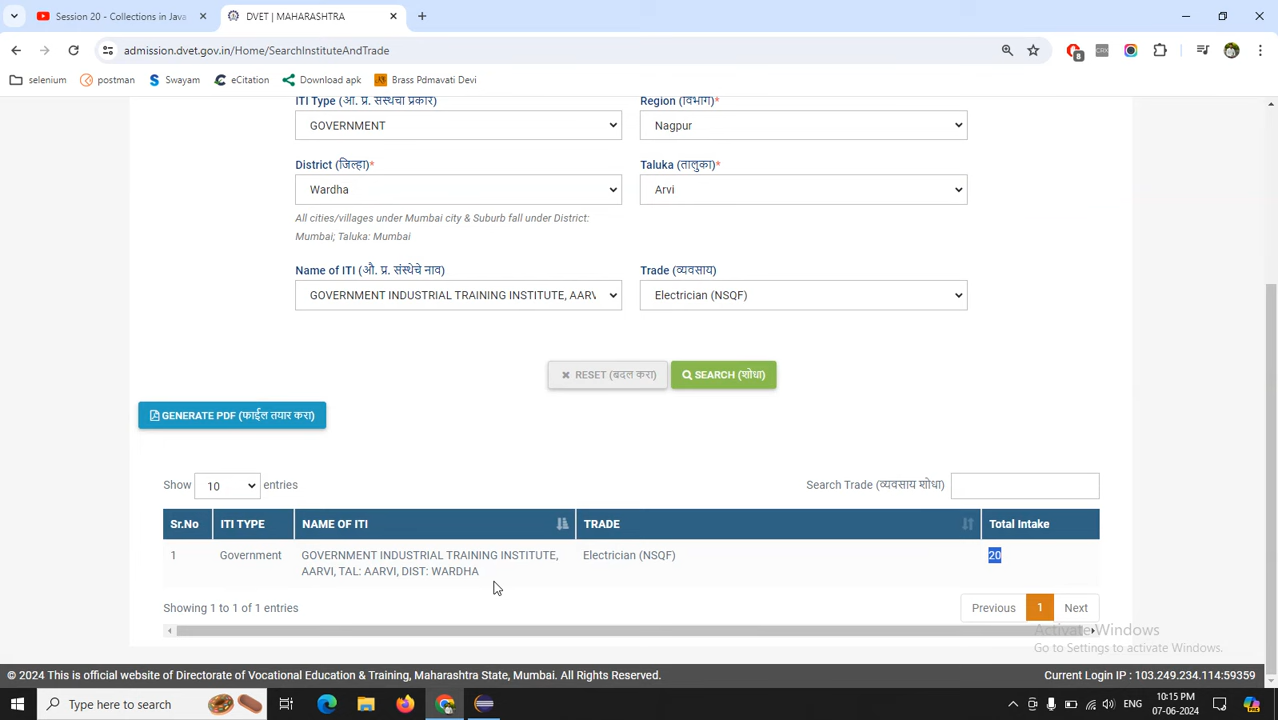 Session 20 - Collections in Java
DVET | MAHARASHTRA
admission.dvet.gov.in/Home/SearchInstituteAndTrade
8
selenium
postman
Swayam
eCitation
Download apk
Brass Pdmavati Devi
ITI Type (औ. प्र. संस्थेचा प्रकार)
Region (विभाग)*
GOVERNMENT
Nagpur
District (जिल्हा)*
Taluka (तालुका)*
Wardha
Arvi
All cities/villages under Mumbai city & Suburb fall under District:
Mumbai; Taluka: Mumbai
Name of ITI (औ. प्र. संस्थेचे नाव)
Trade (व्यवसाय)
GOVERNMENT INDUSTRIAL TRAINING INSTITUTE, AARV
Electrician (NSQF)
RESET (बदल करा)
SEARCH (शोधा)
GENERATE PDF (फाईल तयार करा)
Show 10 entries
Search Trade (व्यवसाय शोधा)
Sr.No ITI TYPE NAME OF ITI TRADE Total Intake
1 Government GOVERNMENT INDUSTRIAL TRAINING INSTITUTE, Electrician (NSQF) 20
AARVI, TAL: AARVI, DIST: WARDHA
Showing 1 to 1 of 1 entries
Previous 1 Next
Activate Windows
Go to Settings to activate Windows.
© 2024 This is official website of Directorate of Vocational Education & Training, Maharashtra State, Mumbai. All Rights Reserved.
Current Login IP : 103.249.234.114:59359
Type here to search
10:15 PM
07-06-2024